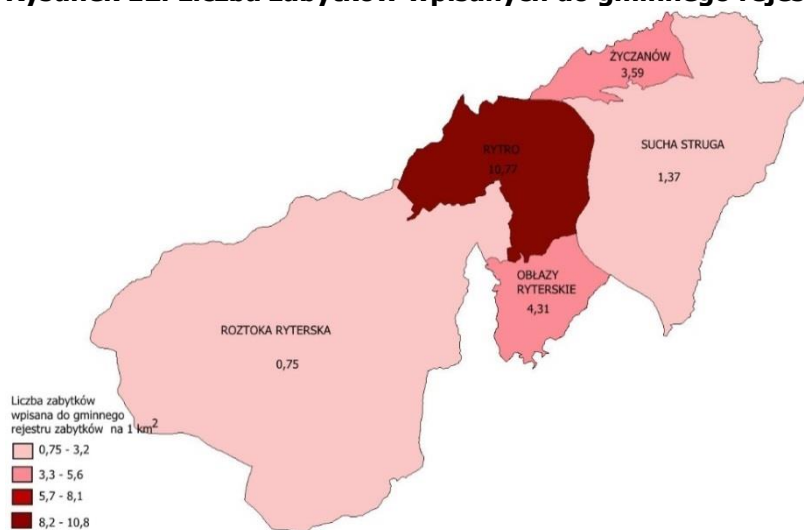 ŻYCZANÓW
3,59
RYTRO
10,77
SUCHA STRUGA
1,37
OBŁAZY
RYTERSKIE
4,31
ROZTOKA RYTERSKA
0,75
Liczba zabytków
wpisana do gminnego
rejestru zabytków na 1 km²
0,75 - 3,2
3,3 - 5,6
5,7 - 8,1
8,2 - 10,8